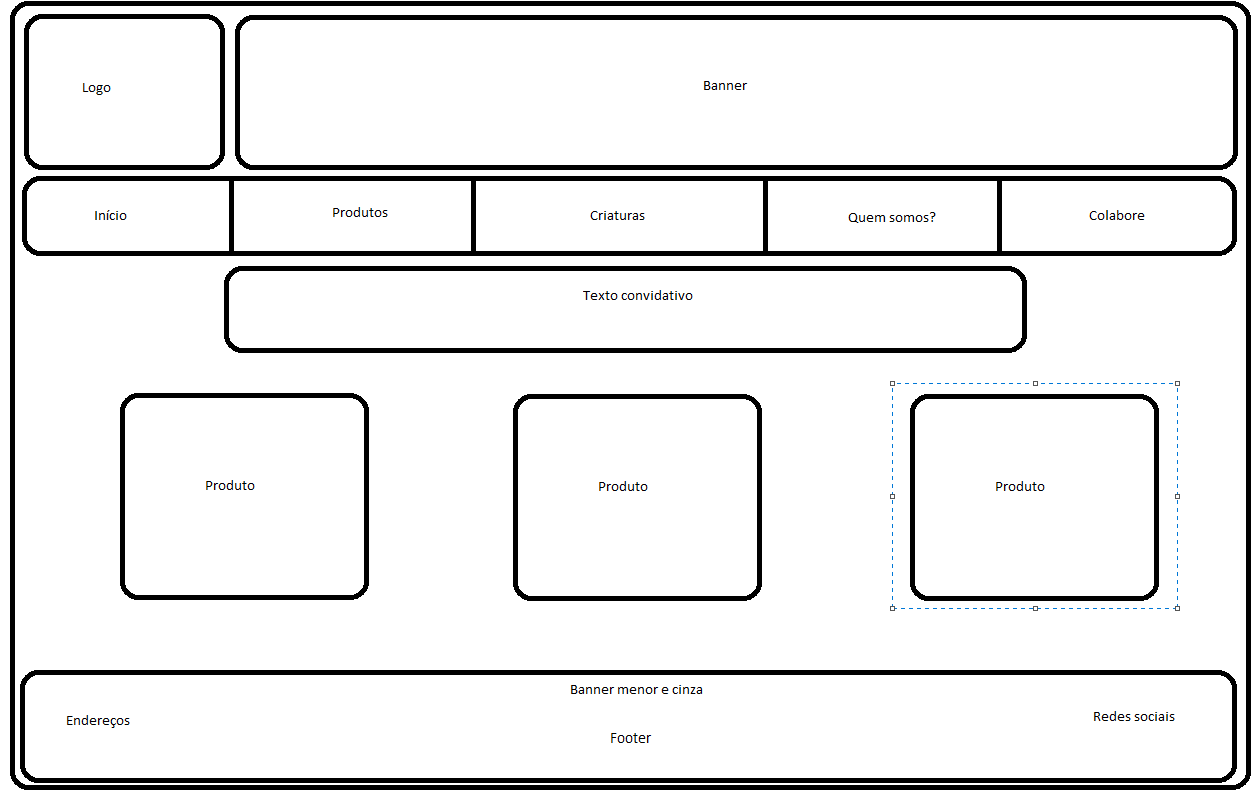 Logo
Banner
Início
Produtos
Criaturas
Quem somos?
Colabore
Texto convidativo
Produto
Produto
Produto
Banner menor e cinza
Endereços
Redes sociais
Footer